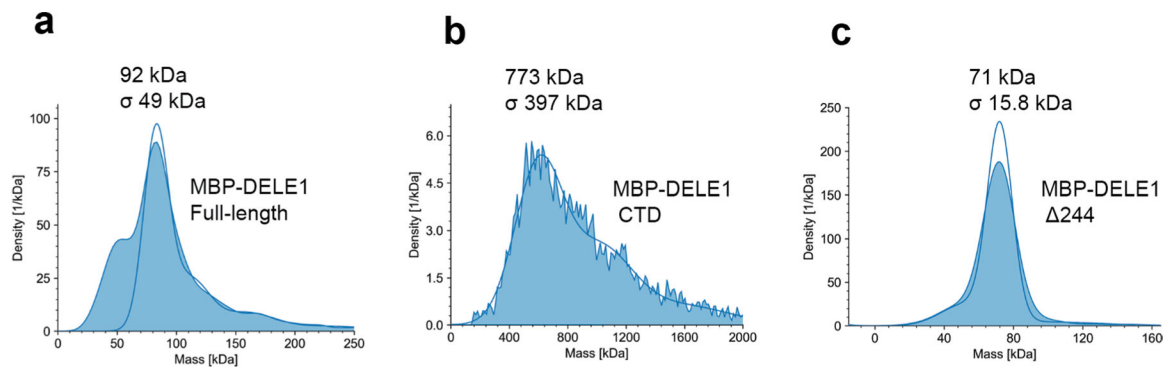 a
92 kDa
σ 49 kDa
MBP-DELE1
Full-length
Density [1/kDa]
100
75
50
25
0
0 50 100 150 200 250
Mass [kDa]
b
773 kDa
σ 397 kDa
MBP-DELE1
CTD
Density [1/kDa]
6.0
4.5
3.0
1.5
0.0
0 400 800 1200 1600 2000
Mass [kDa]
c
71 kDa
σ 15.8 kDa
MBP-DELE1
Δ244
Density [1/kDa]
250
200
150
100
50
0
0 40 80 120 160
Mass [kDa]